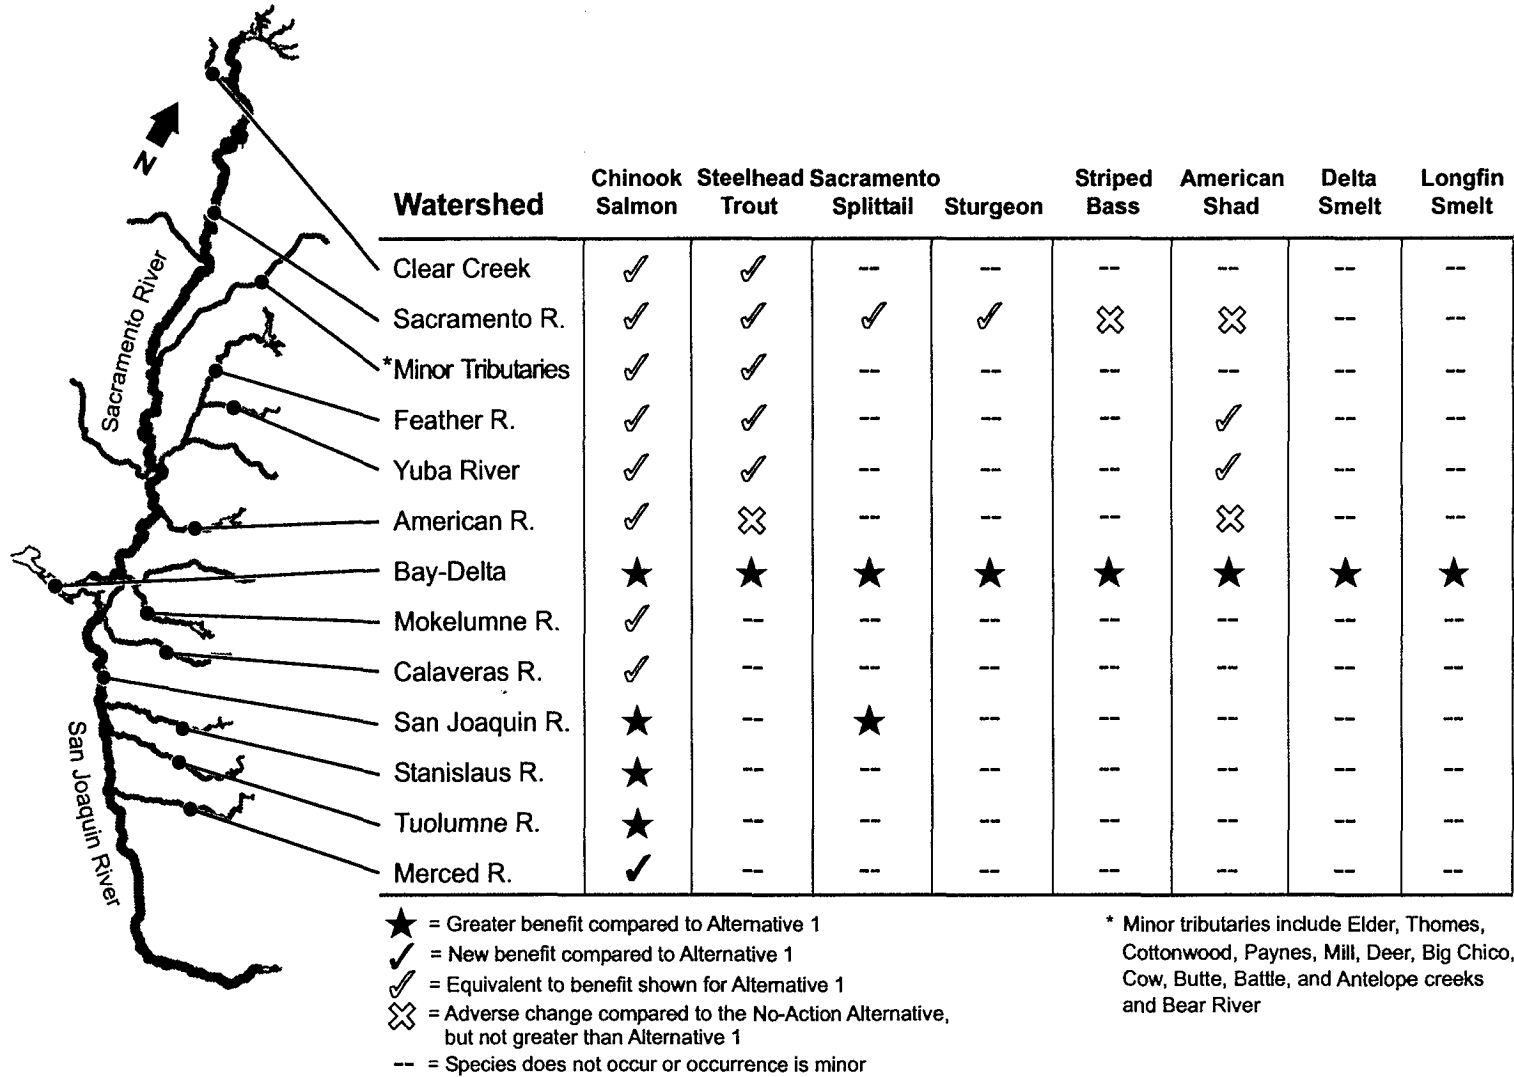 N
Sacramento River
San Joaquin River
Watershed Chinook Salmon Steelhead Trout Sacramento Splittail Sturgeon Striped Bass American Shad Delta Smelt Longfin Smelt
Clear Creek -- -- -- -- -- --
Sacramento R. -- --
*Minor Tributaries -- -- -- -- -- --
Feather R. -- -- -- -- --
Yuba River -- -- -- -- --
American R. -- -- -- -- --
Bay-Delta
Mokelumne R. -- -- -- -- -- -- --
Calaveras R. -- -- -- -- -- -- --
San Joaquin R. -- -- -- -- -- --
Stanislaus R. -- -- -- -- -- -- --
Tuolumne R. -- -- -- -- -- -- --
Merced R. -- -- -- -- -- -- --
★ = Greater benefit compared to Alternative 1
✓ = New benefit compared to Alternative 1
✓ = Equivalent to benefit shown for Alternative 1
✕ = Adverse change compared to the No-Action Alternative,
but not greater than Alternative 1
-- = Species does not occur or occurrence is minor
* Minor tributaries include Elder, Thomes,
Cottonwood, Paynes, Mill, Deer, Big Chico,
Cow, Butte, Battle, and Antelope creeks
and Bear River